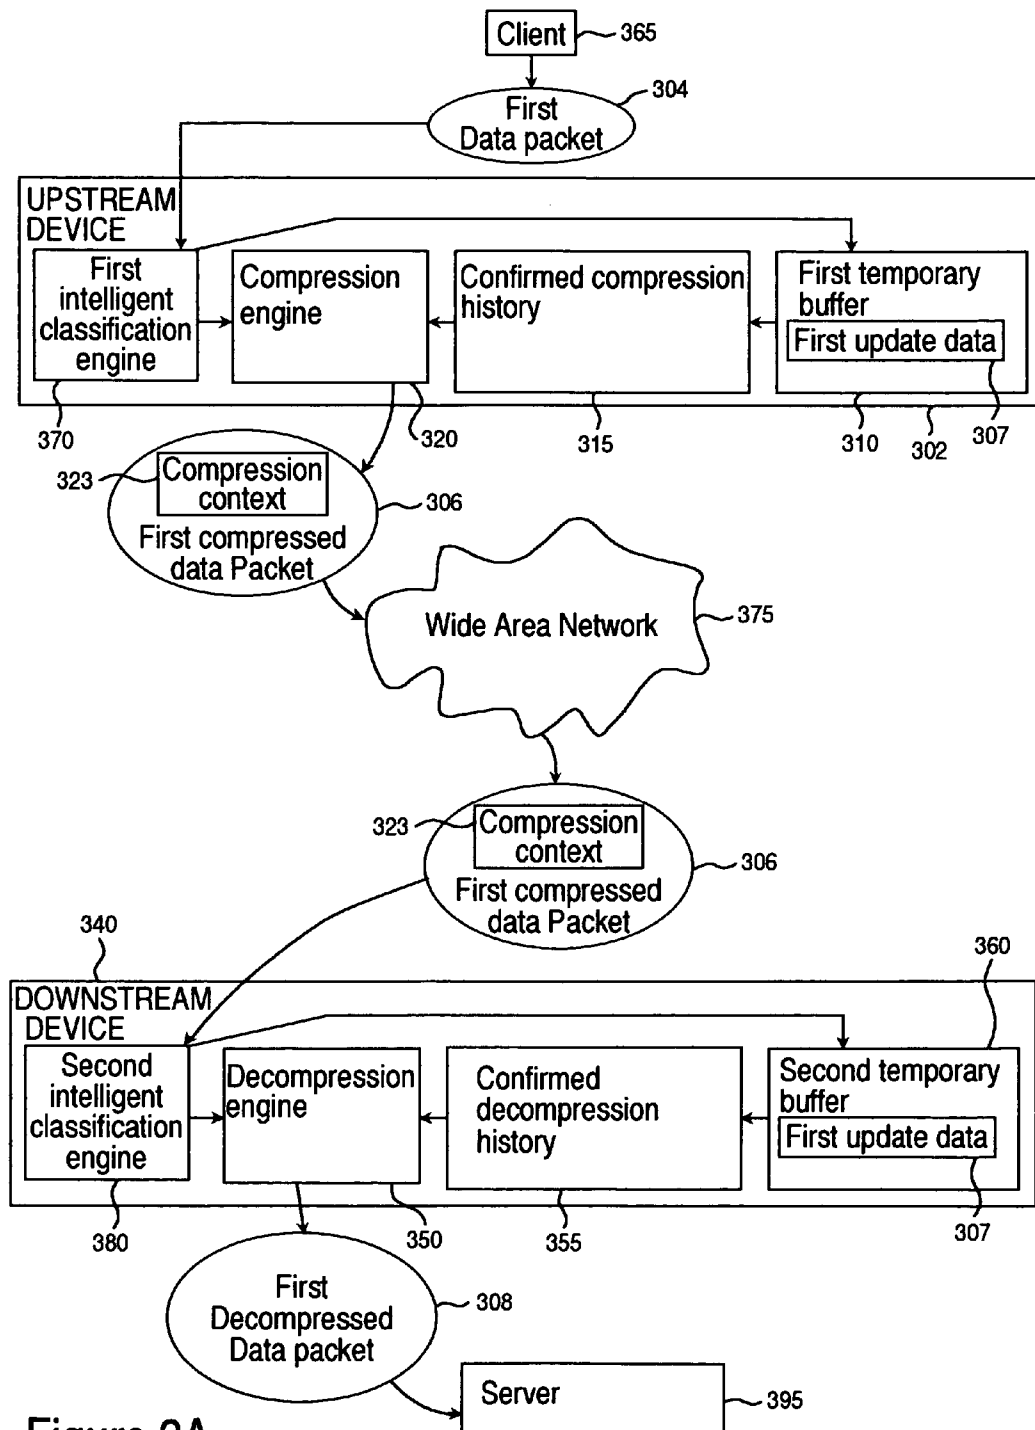 Client
365
304
First
Data packet
UPSTREAM
DEVICE
First
intelligent
classification
engine
Compression
engine
Confirmed compression
history
First temporary
buffer
First update data
370
320
315
310
302
307
323
Compression
context
306
First compressed
data Packet
Wide Area Network
375
323
Compression
context
306
First compressed
data Packet
340
360
DOWNSTREAM
DEVICE
Second
intelligent
classification
engine
Decompression
engine
Confirmed
decompression
history
Second temporary
buffer
First update data
380
350
355
307
First
Decompressed
Data packet
308
Server
395
Figure